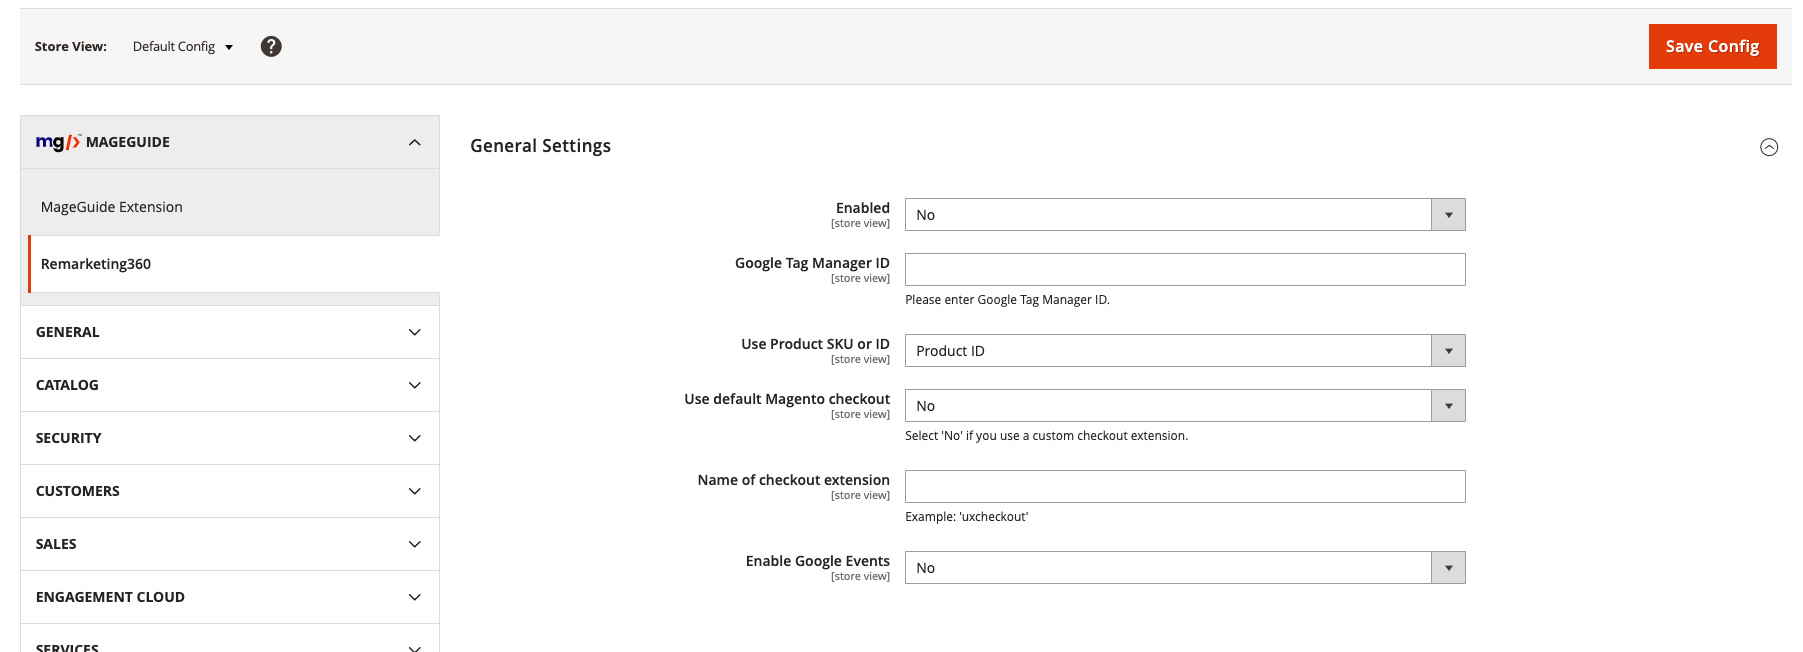 Store View: Default Config ?
Save Config
mg/> MAGEGUIDE
MageGuide Extension
Remarketing360
GENERAL
CATALOG
SECURITY
CUSTOMERS
SALES
ENGAGEMENT CLOUD
SERVICES
General Settings
Enabled
[store view]
No
Google Tag Manager ID
[store view]
Please enter Google Tag Manager ID.
Use Product SKU or ID
[store view]
Product ID
Use default Magento checkout
[store view]
No
Select 'No' if you use a custom checkout extension.
Name of checkout extension
[store view]
Example: 'uxcheckout'
Enable Google Events
[store view]
No